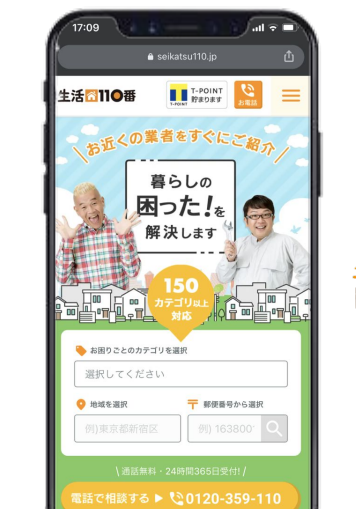 17:09
seikatsu110.jp
生活110番
T-POINT
T-POINT
貯まります
お電話
お近くの業者をすぐにご紹介
暮らしの
困った!を
解決します
150
カテゴリ以上
対応
お困りごとのカテゴリを選択
選択してください
地域を選択
〒 郵便番号から選択
例)東京都新宿区
例) 163800
\ 通話無料・24時間365日受付! /
電話で相談する ▶ 0120-359-110